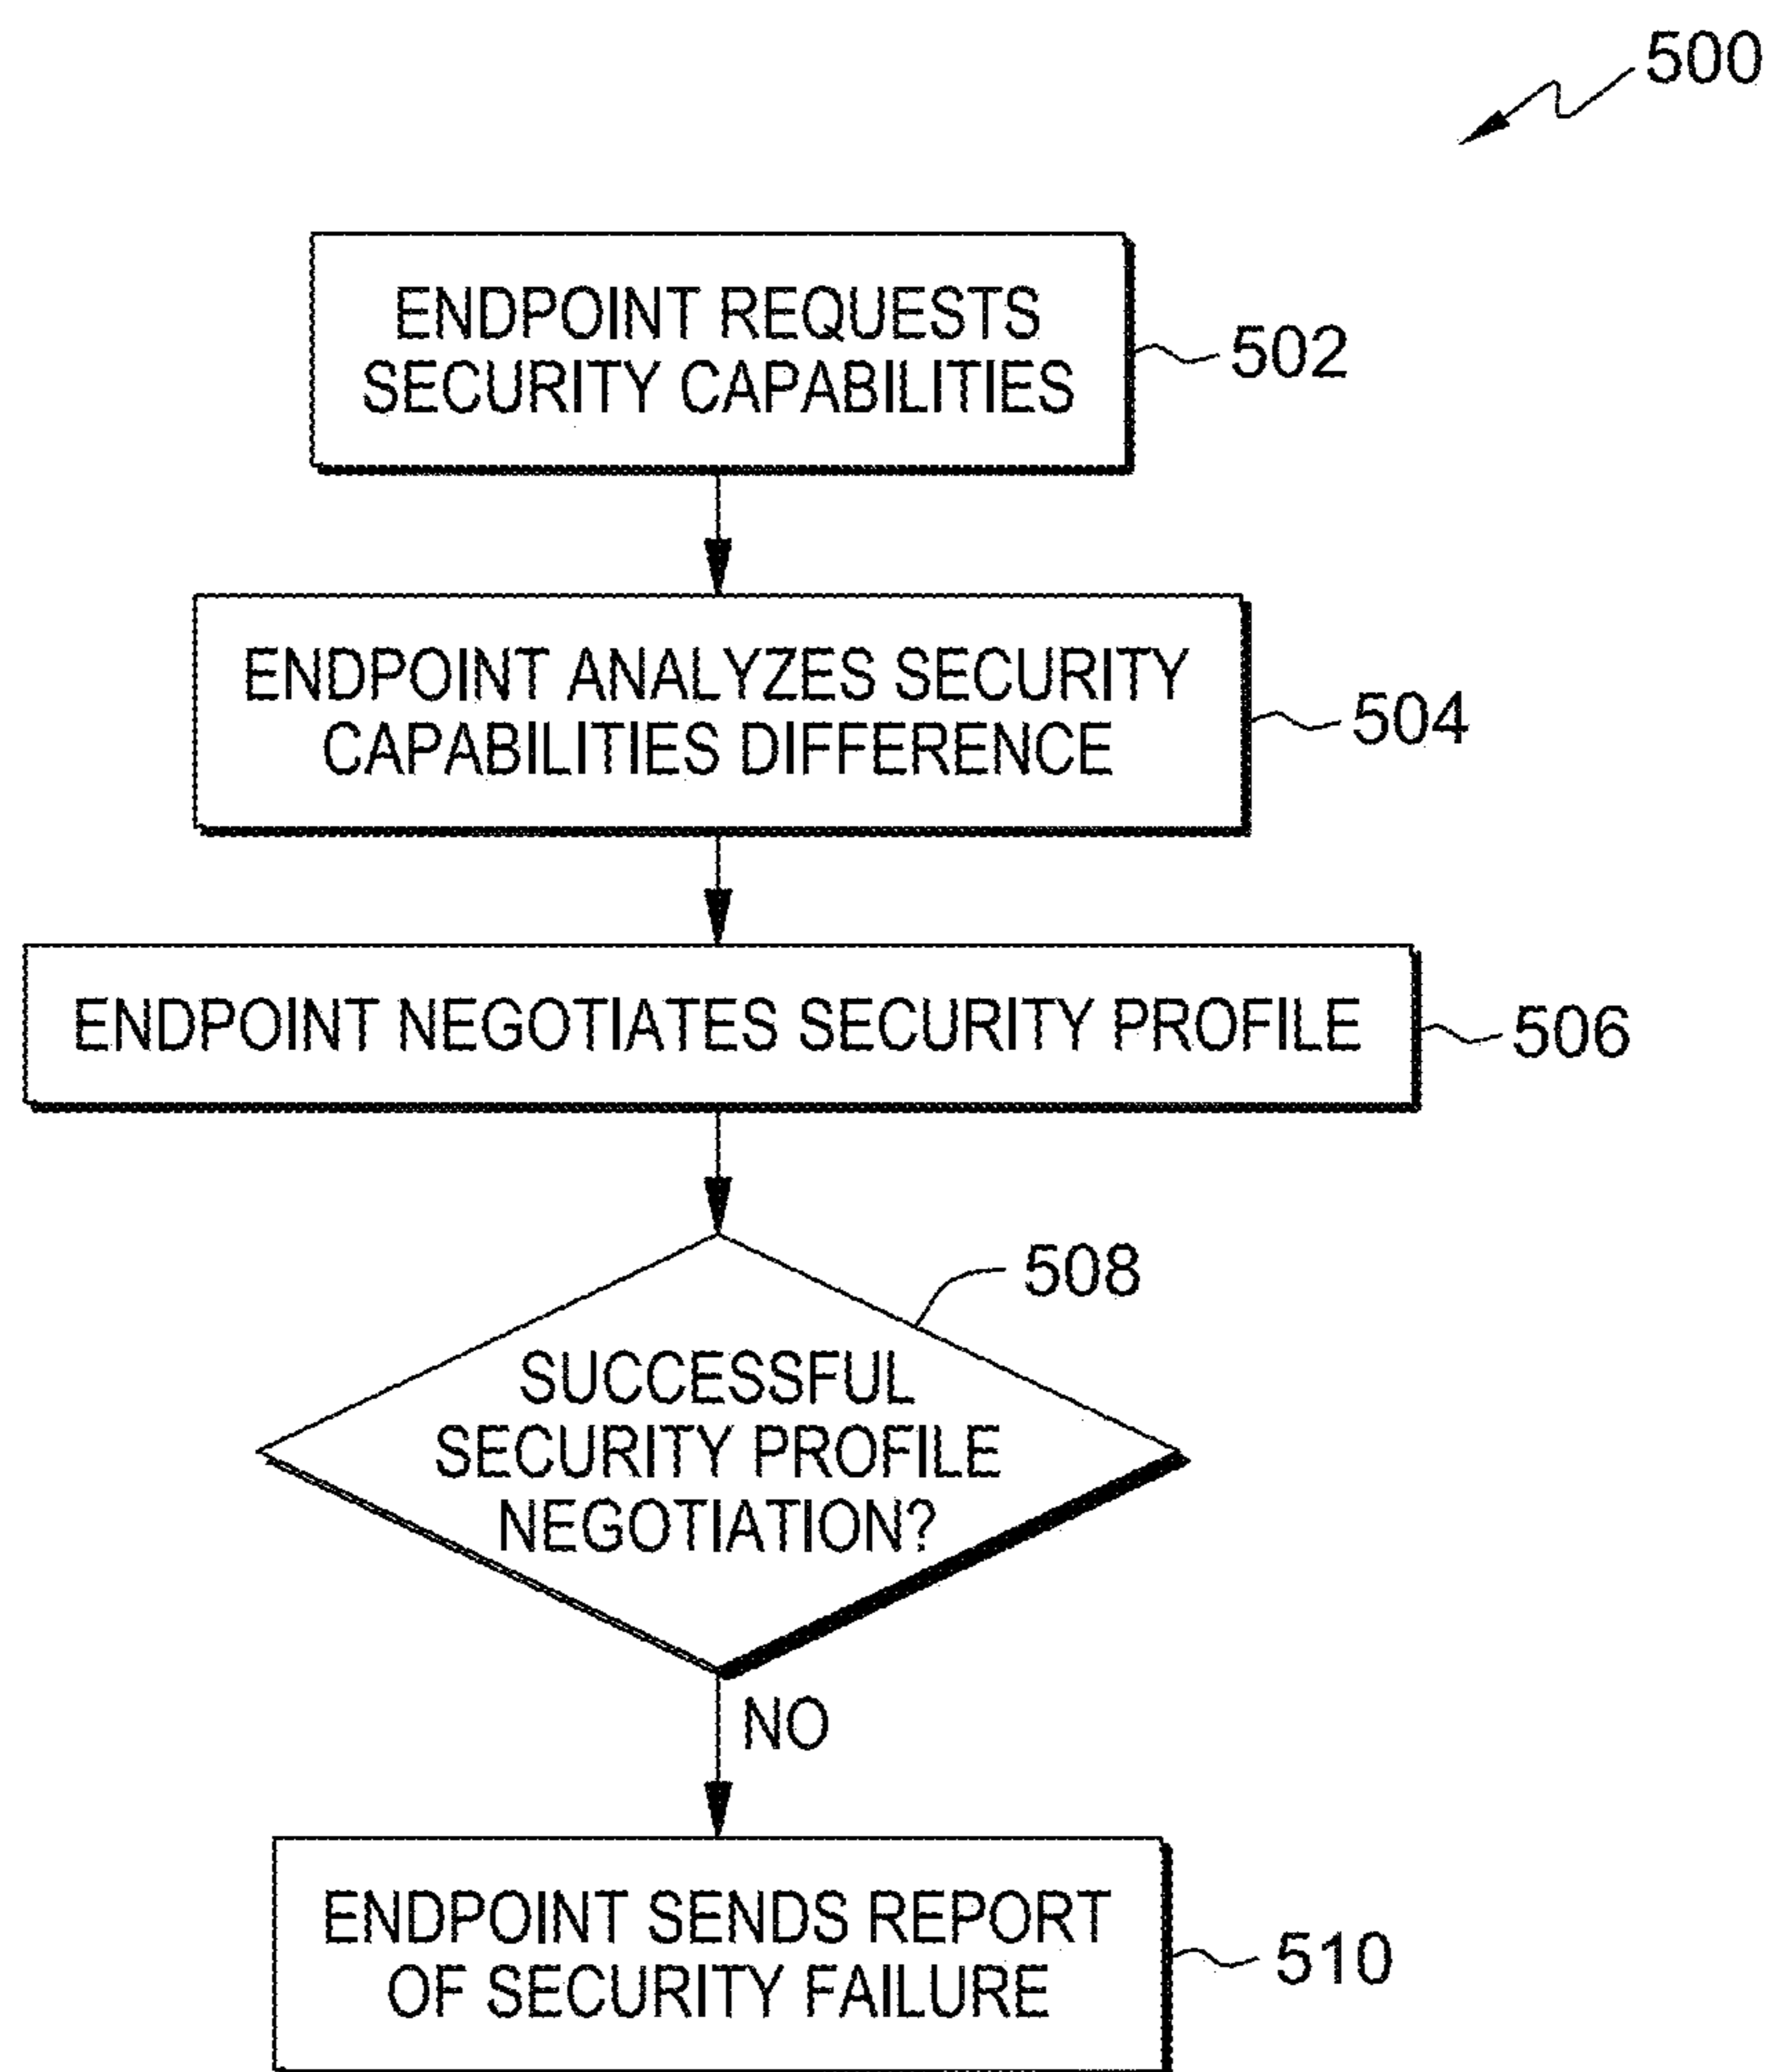 500
ENDPOINT REQUESTS
SECURITY CAPABILITIES
502
ENDPOINT ANALYZES SECURITY
CAPABILITIES DIFFERENCE
504
ENDPOINT NEGOTIATES SECURITY PROFILE
506
508
SUCCESSFUL
SECURITY PROFILE
NEGOTIATION?
NO
ENDPOINT SENDS REPORT
OF SECURITY FAILURE
510